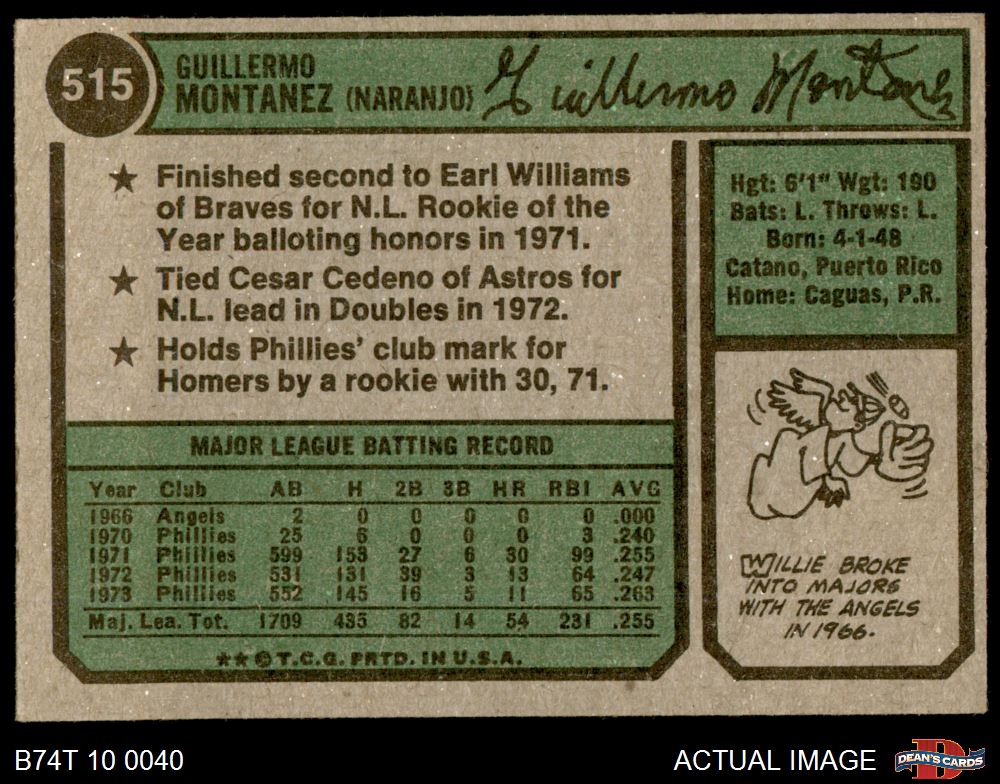 515
GUILLERMO
MONTANEZ (NARANJO)
Guillermo Montanez
★ Finished second to Earl Williams
of Braves for N.L. Rookie of the
Year balloting honors in 1971.
★ Tied Cesar Cedeno of Astros for
N.L. lead in Doubles in 1972.
★ Holds Phillies' club mark for
Homers by a rookie with 30, 71.
Hgt: 6'1" Wgt: 190
Bats: L. Throws: L.
Born: 4-1-48
Catano, Puerto Rico
Home: Caguas, P.R.
MAJOR LEAGUE BATTING RECORD
Year Club AB H 2B 3B HR RBI AVG
1966 Angels 2 0 0 0 0 0 .000
1970 Phillies 25 6 0 0 0 3 .240
1971 Phillies 599 153 27 6 30 99 .255
1972 Phillies 531 131 39 3 13 64 .247
1973 Phillies 552 145 16 5 11 65 .263
Maj. Lea. Tot. 1709 435 82 14 54 231 .255
★★ © T.C.G. PRTD. IN U.S.A.
WILLIE BROKE
INTO MAJORS
WITH THE ANGELS
IN 1966.
B74T 10 0040
ACTUAL IMAGE
D
DEAN'S CARDS